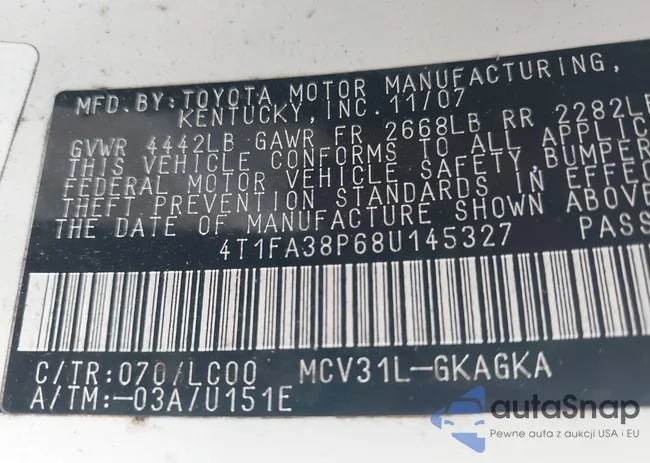 MFD. BY: TOYOTA MOTOR MANUFACTURING,
KENTUCKY, INC. 11/07
GVWR 4442LB GAWR FR 2668LB RR 2282LB
THIS VEHICLE CONFORMS TO ALL APPLIC
FEDERAL MOTOR VEHICLE SAFETY, BUMPER
THEFT PREVENTION STANDARDS IN EFFEC
THE DATE OF MANUFACTURE SHOWN ABOVE
4T1FA38P68U145327 PASS
C/TR:070/LC00 MCV31L-GKAGKA
A/TM:-03A/U151E
autaSnap
Pewne auta z aukcji USA i EU